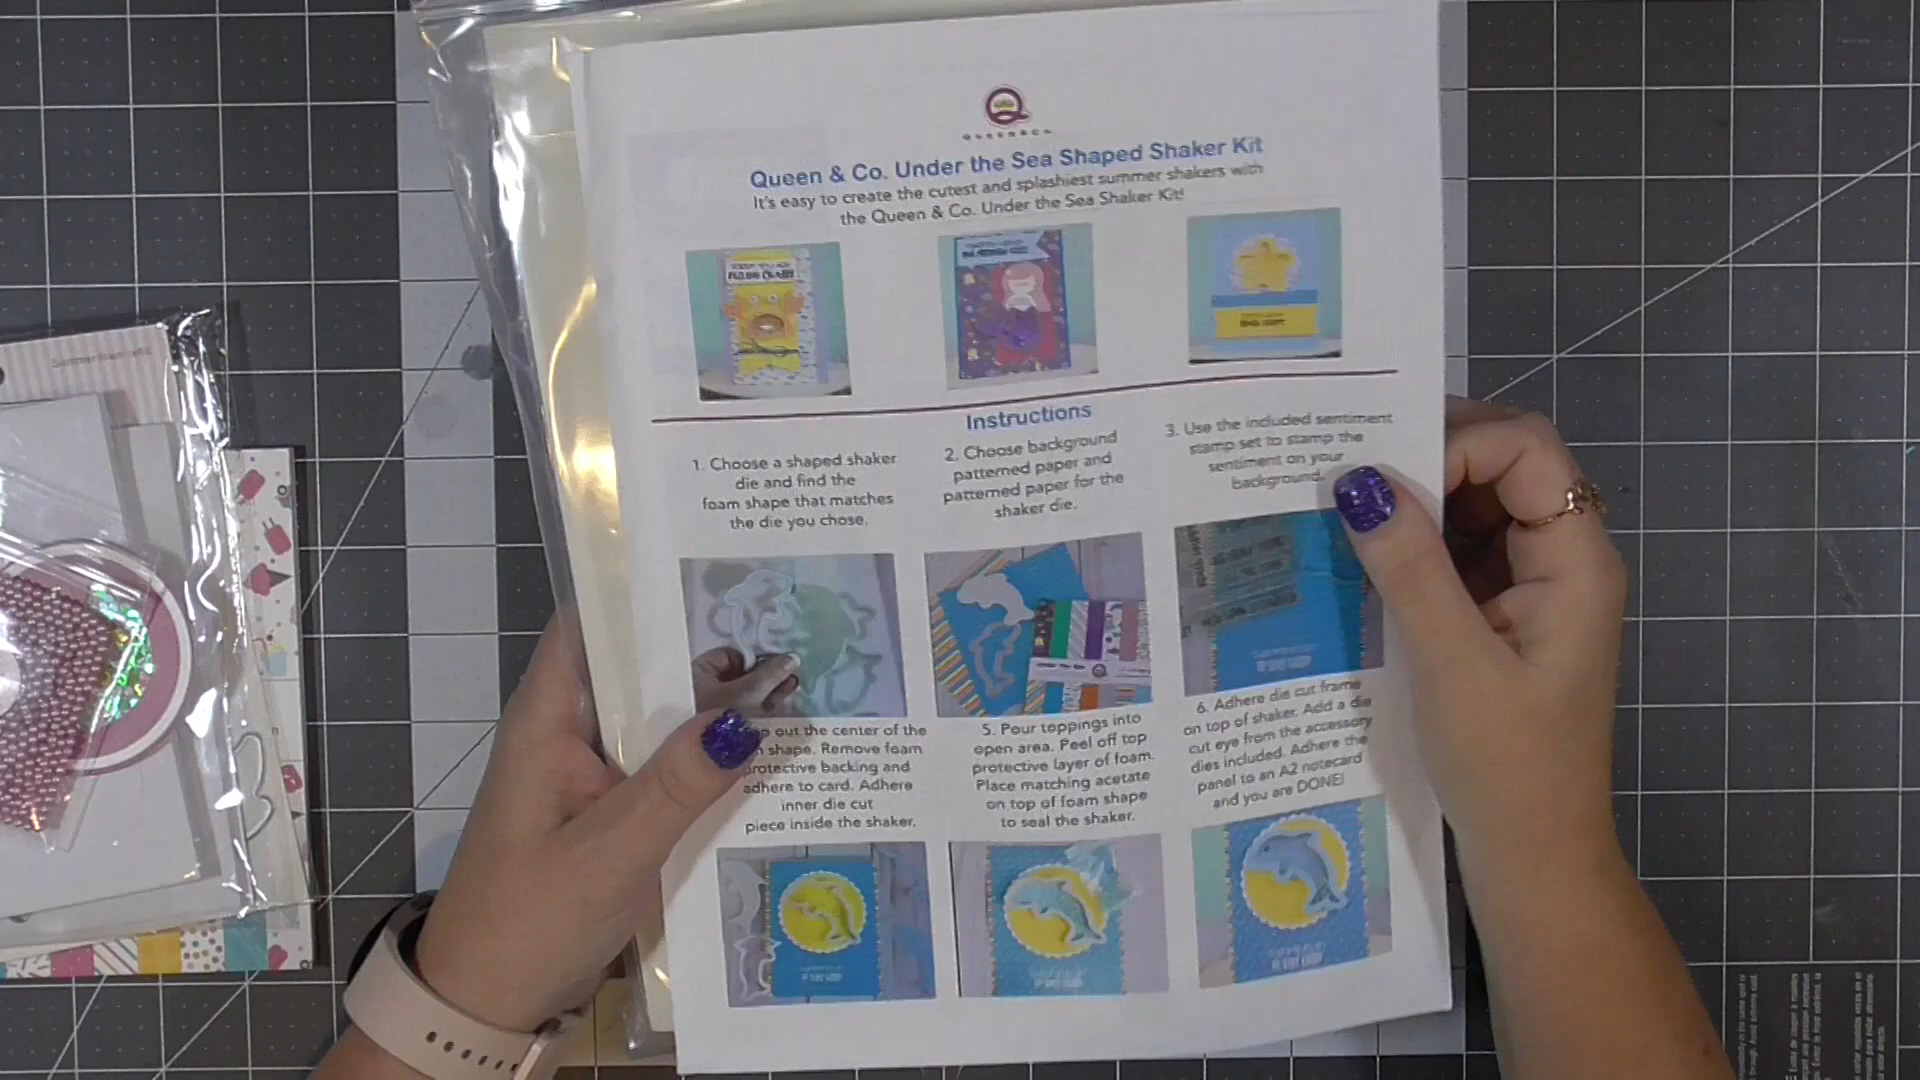 QUEEN & CO.
Queen & Co. Under the Sea Shaped Shaker Kit
It's easy to create the cutest and splashiest summer shakers with
the Queen & Co. Under the Sea Shaker Kit!
Instructions
1. Choose a shaped shaker
die and find the
foam shape that matches
the die you chose.
2. Choose background
patterned paper and
patterned paper for the
shaker die.
3. Use the included sentiment
stamp set to stamp the
sentiment on your
background.
out the center of the
shape. Remove foam
protective backing and
adhere to card. Adhere
inner die cut
piece inside the shaker.
5. Pour toppings into
open area. Peel off top
protective layer of foam.
Place matching acetate
on top of foam shape
to seal the shaker.
6. Adhere die cut frame
on top of shaker. Add a die
cut eye from the accessory
dies included. Adhere the
panel to an A2 notecard
and you are DONE!